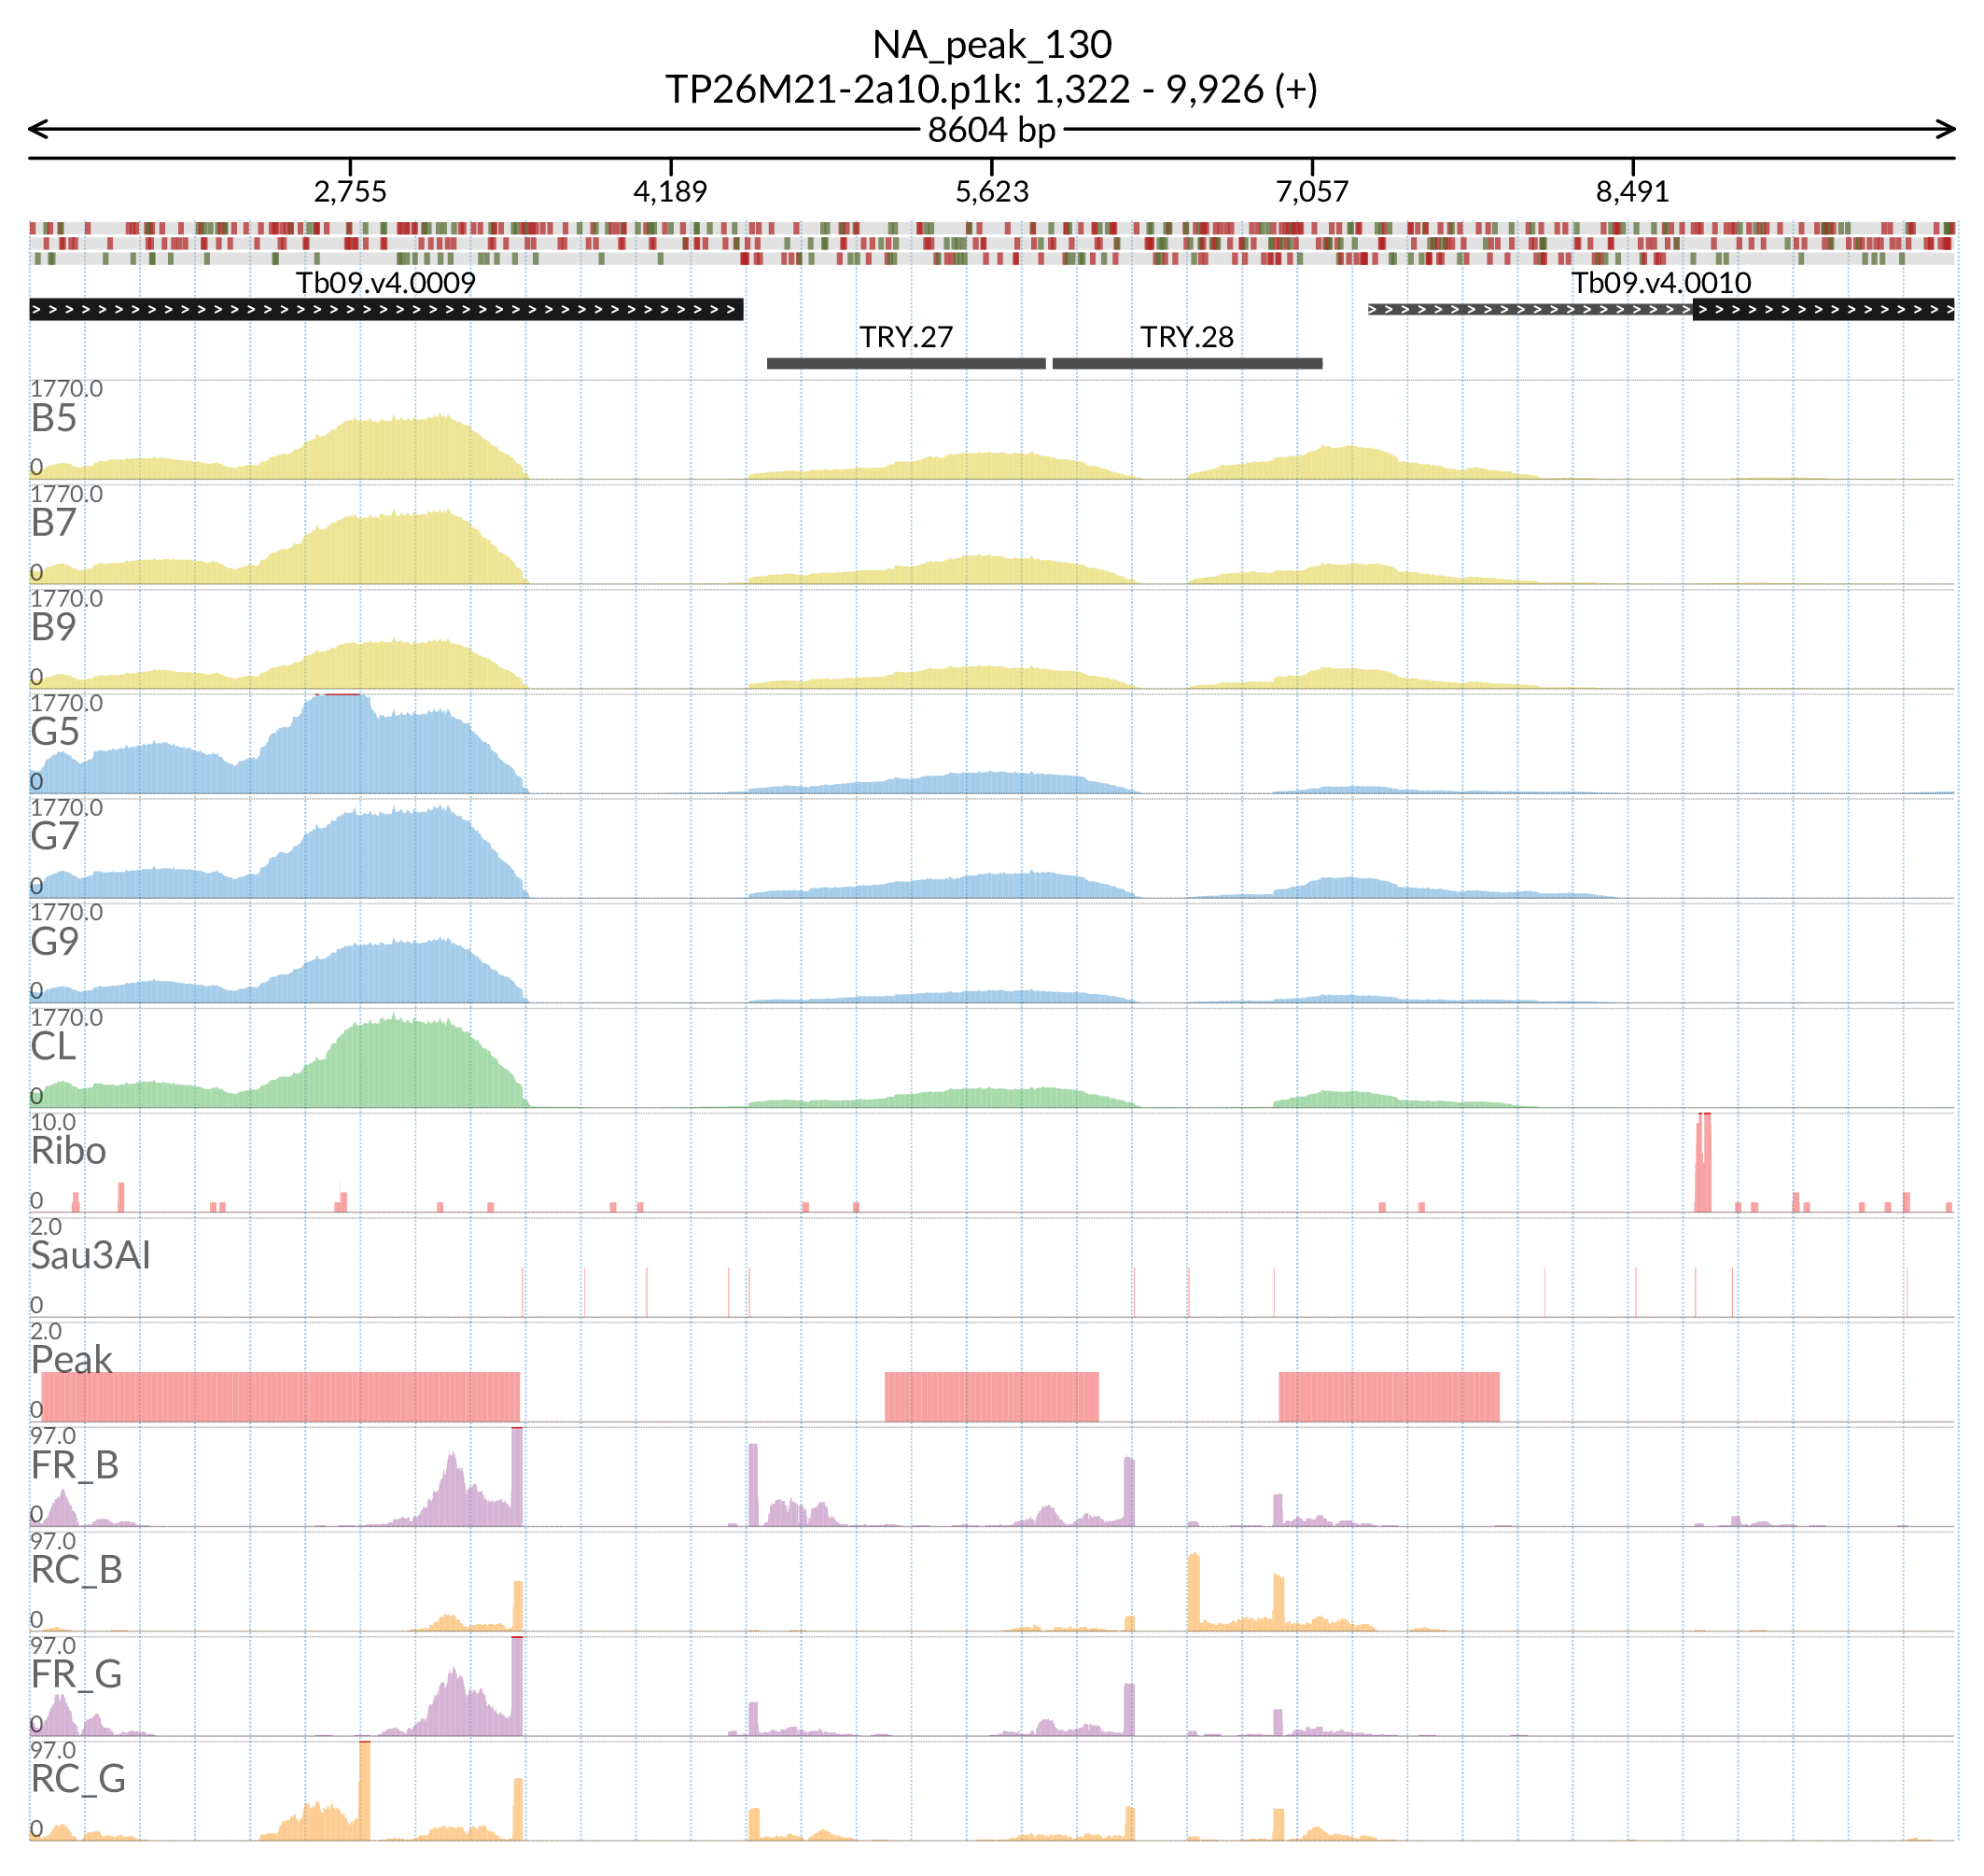 NA_peak_130
TP26M21-2a10.p1k: 1,322 - 9,926 (+)
8604 bp
2,755 4,189 5,623 7,057 8,491
Tb09.v4.0009 Tb09.v4.0010
TRY.27 TRY.28
1770.0
B5
0
1770.0
B7
0
1770.0
B9
0
1770.0
G5
0
1770.0
G7
0
1770.0
G9
0
1770.0
CL
0
10.0
Ribo
0
2.0
Sau3AI
0
2.0
Peak
0
97.0
FR_B
0
97.0
RC_B
0
97.0
FR_G
0
97.0
RC_G
0